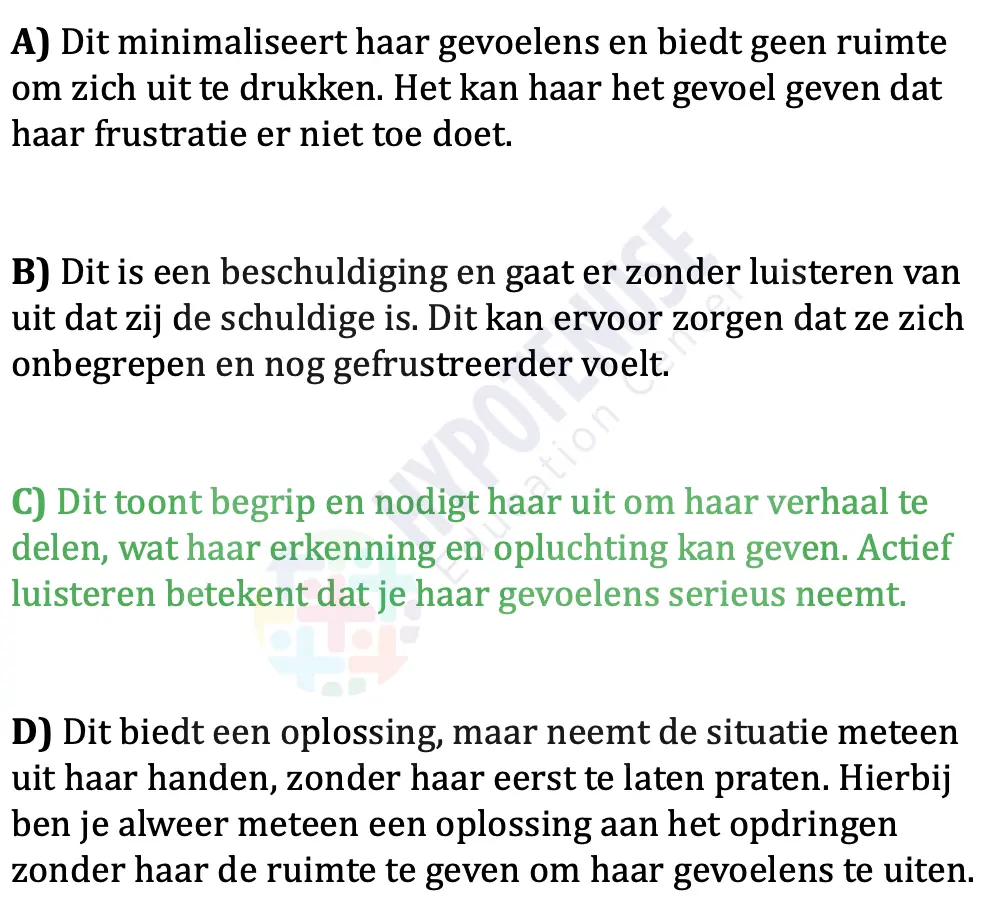 A) Dit minimaliseert haar gevoelens en biedt geen ruimte
om zich uit te drukken. Het kan haar het gevoel geven dat
haar frustratie er niet toe doet.
B) Dit is een beschuldiging en gaat er zonder luisteren van
uit dat zij de schuldige is. Dit kan ervoor zorgen dat ze zich
onbegrepen en nog gefrustreerder voelt.
C) Dit toont begrip en nodigt haar uit om haar verhaal te
delen, wat haar erkenning en opluchting kan geven. Actief
luisteren betekent dat je haar gevoelens serieus neemt.
D) Dit biedt een oplossing, maar neemt de situatie meteen
uit haar handen, zonder haar eerst te laten praten. Hierbij
ben je alweer meteen een oplossing aan het opdringen
zonder haar de ruimte te geven om haar gevoelens te uiten.
HYPOTENUSE
Education Center